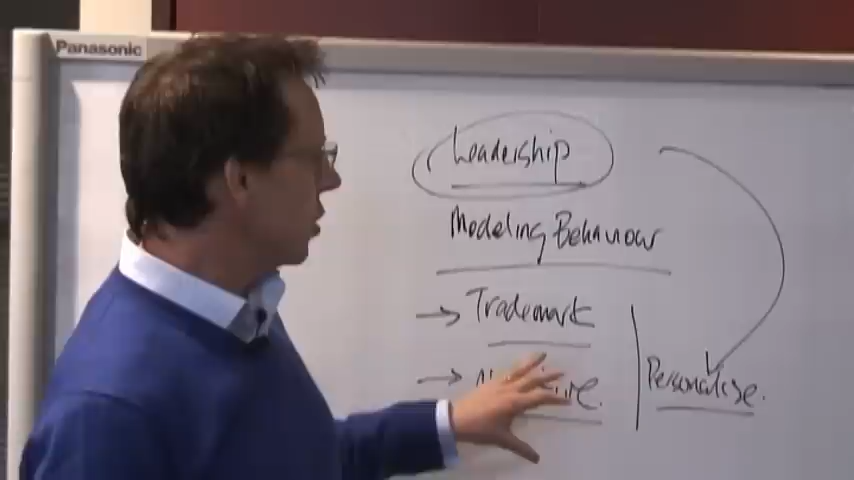 Panasonic
Leadership
Modeling Behaviour
→ Trademark
→
Personalise.